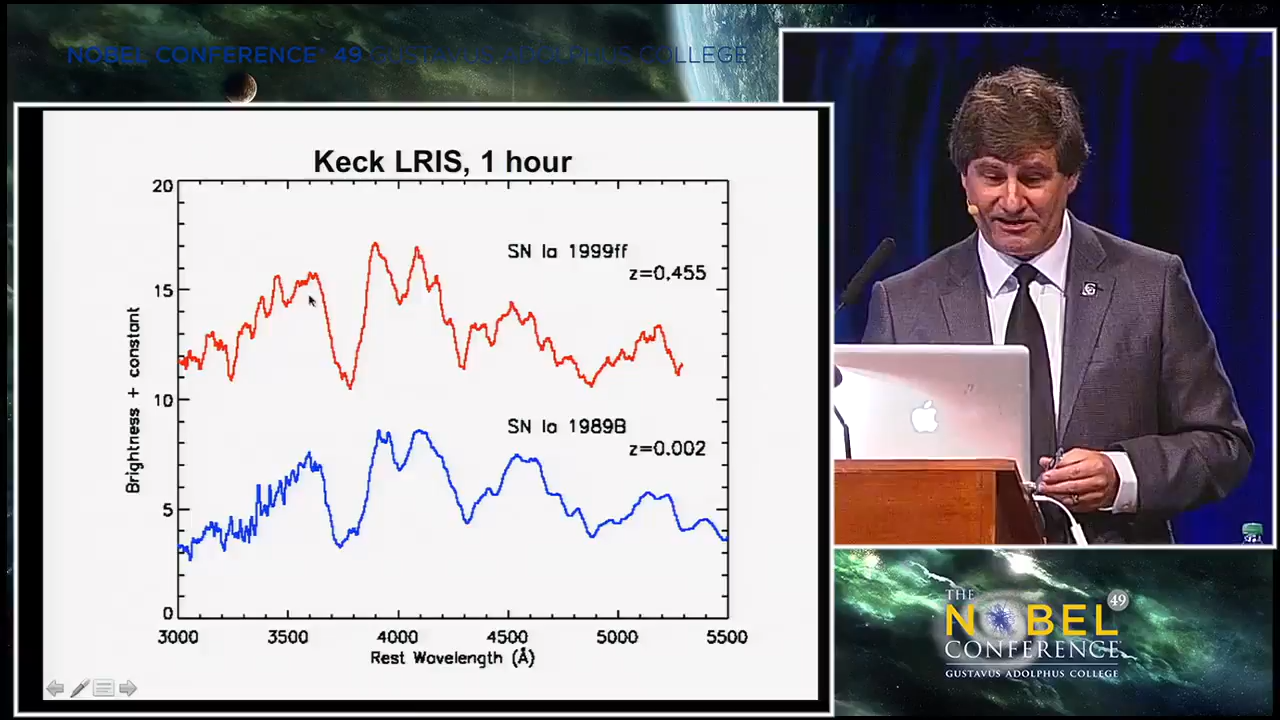 NOBEL CONFERENCE® 49 GUSTAVUS ADOLPHUS COLLEGE
Keck LRIS, 1 hour
20
15
10
5
0
Brightness + constant
SN Ia 1999ff
z=0.455
SN Ia 1989B
z=0.002
3000 3500 4000 4500 5000 5500
Rest Wavelength (Å)
G
THE
NOBEL
49
CONFERENCE
GUSTAVUS ADOLPHUS COLLEGE